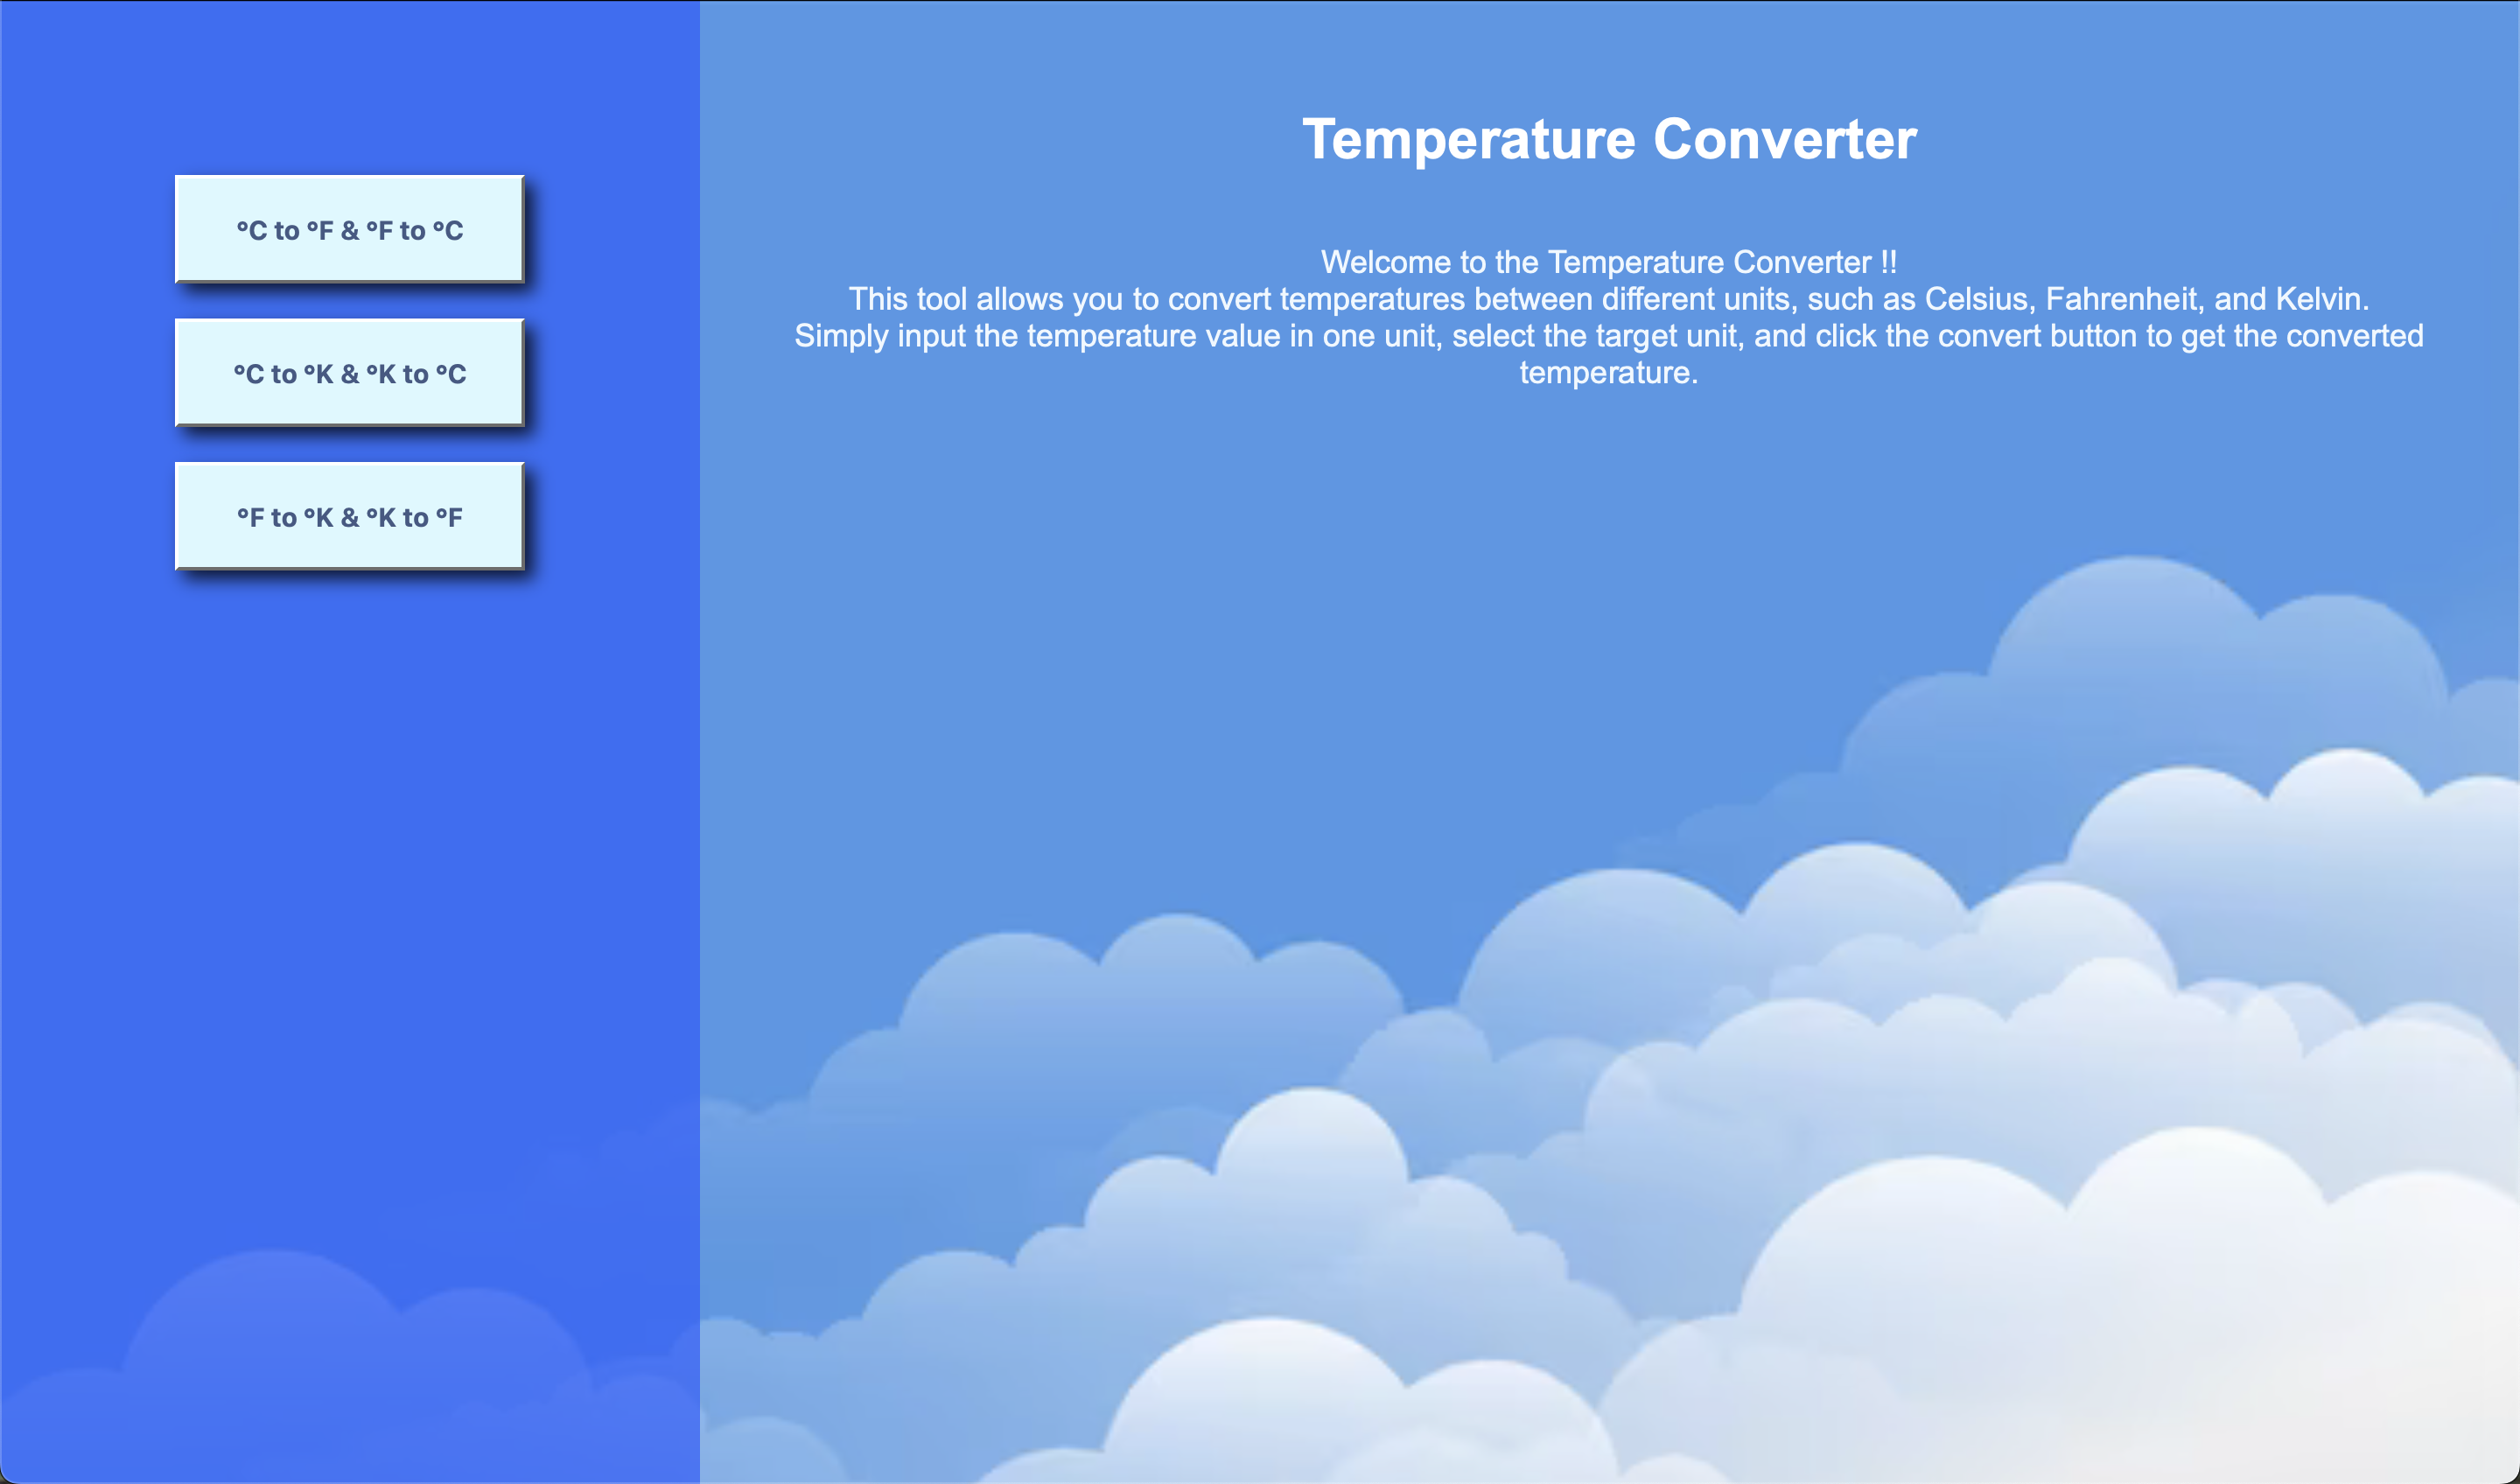 °C to °F & °F to °C
°C to °K & °K to °C
°F to °K & °K to °F
Temperature Converter
Welcome to the Temperature Converter !!
This tool allows you to convert temperatures between different units, such as Celsius, Fahrenheit, and Kelvin.
Simply input the temperature value in one unit, select the target unit, and click the convert button to get the converted
temperature.